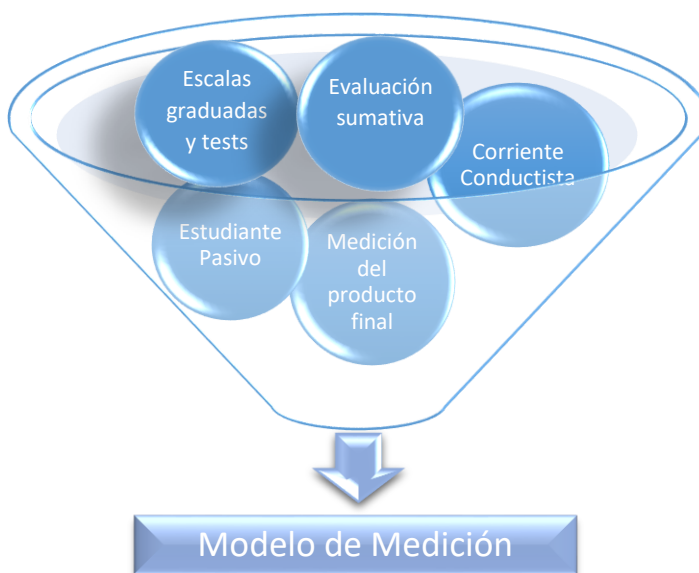 Escalas
graduadas
y tests
Evaluación
sumativa
Corriente
Conductista
Estudiante
Pasivo
Medición
del
producto
final
Modelo de Medición